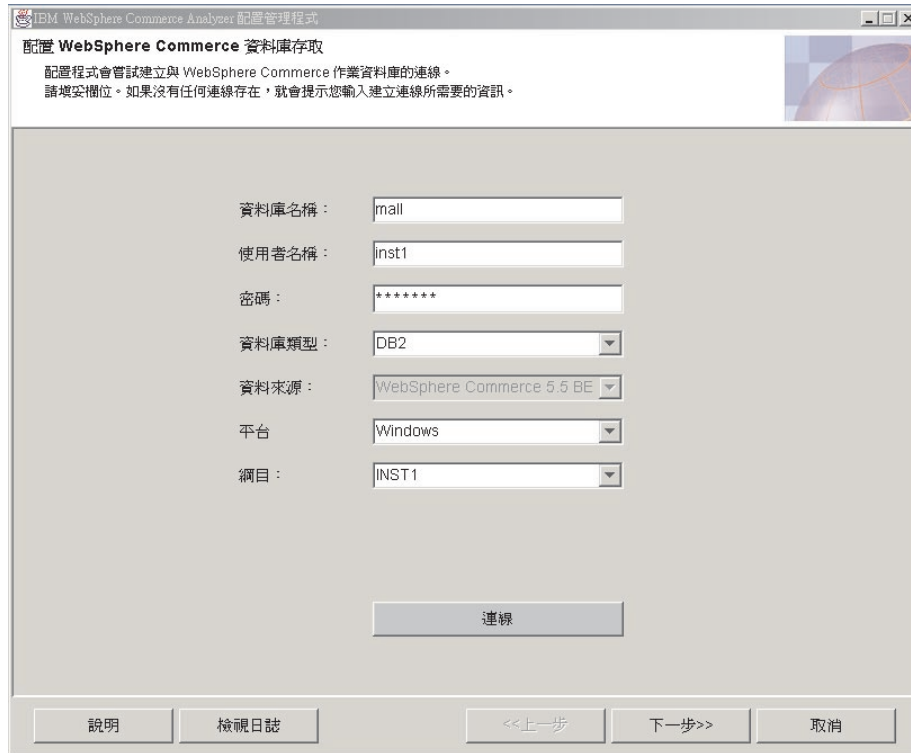 IBM WebSphere Commerce Analyzer 配置管理程式
配置 WebSphere Commerce 資料庫存取
配置程式會嘗試建立與 WebSphere Commerce 作業資料庫的連線。
請填妥欄位。如果沒有任何連線存在，就會提示您輸入建立連線所需要的資訊。
資料庫名稱： mall
使用者名稱： inst1
密碼： *******
資料庫類型： DB2
資料來源： WebSphere Commerce 5.5 BE
平台 Windows
綱目： INST1
連線
說明 檢視日誌 <<上一步 下一步>> 取消